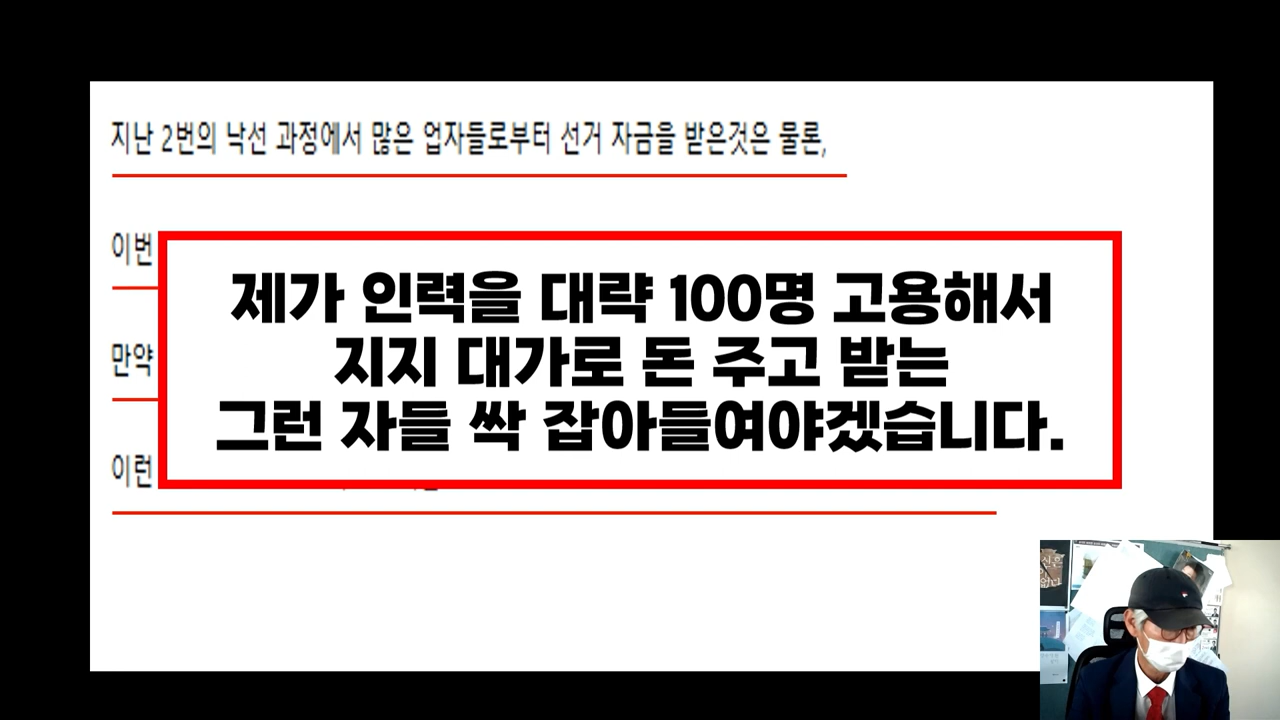 지난 2번의 낙선 과정에서 많은 업자들로부터 선거 자금을 받은것은 물론,
이번
제가 인력을 대략 100명 고용해서
만약
지지 대가로 돈 주고 받는
그런 자들 싹 잡아들여야겠습니다.
이런